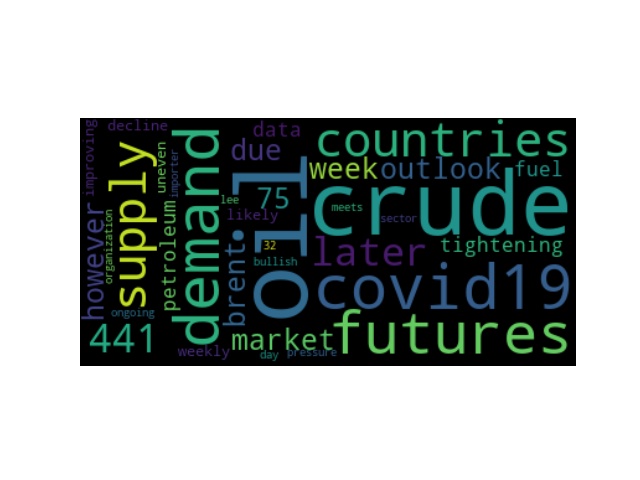 improving
decline
however
organization
supply
ongoing
441
uneven
importer
petroleum
demand
weekly
data
due
lee
likely
brent
75
oil
32
bullish
market
day
pressure
countries
week
outlook
fuel
crude
meets
sector
later
tightening
covid19
futures